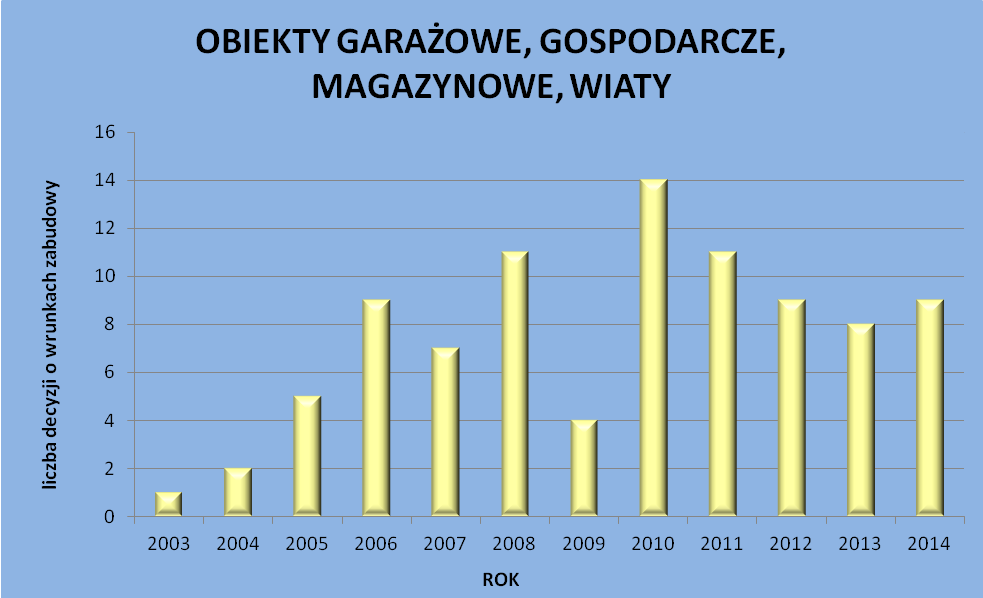 OBIEKTY GARAŻOWE, GOSPODARCZE,
MAGAZYNOWE, WIATY
liczba decyzji o wrunkach zabudowy
16
14
12
10
8
6
4
2
0
2003 2004 2005 2006 2007 2008 2009 2010 2011 2012 2013 2014
ROK